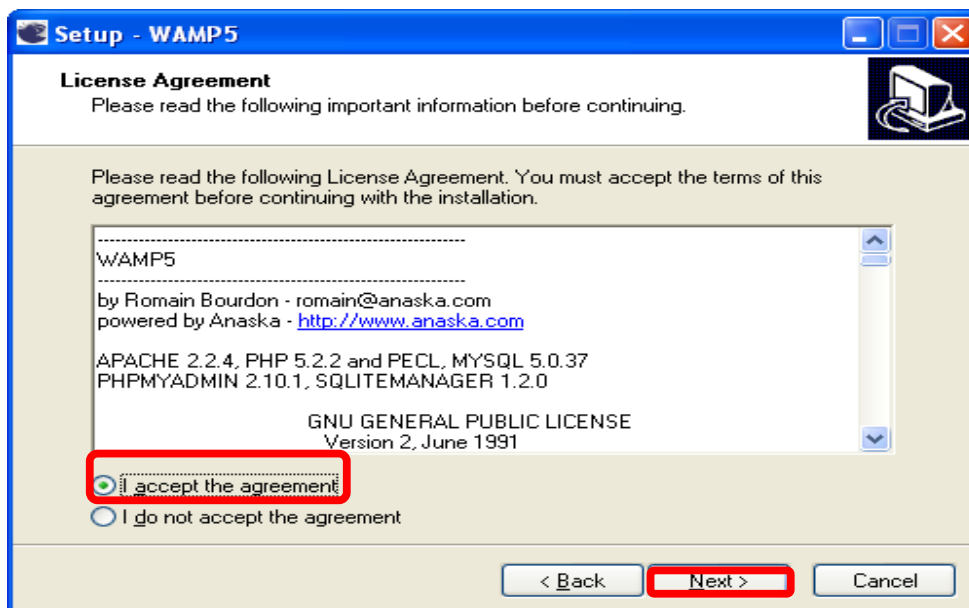 Setup - WAMP5
License Agreement
Please read the following important information before continuing.
Please read the following License Agreement. You must accept the terms of this
agreement before continuing with the installation.
---------------------------------------------------------------
WAMP5
---------------------------------------------------------------
by Romain Bourdon - romain@anaska.com
powered by Anaska - http://www.anaska.com
APACHE 2.2.4, PHP 5.2.2 and PECL, MYSQL 5.0.37
PHPMYADMIN 2.10.1, SQLITEMANAGER 1.2.0
GNU GENERAL PUBLIC LICENSE
Version 2, June 1991
I accept the agreement
I do not accept the agreement
< Back Next > Cancel